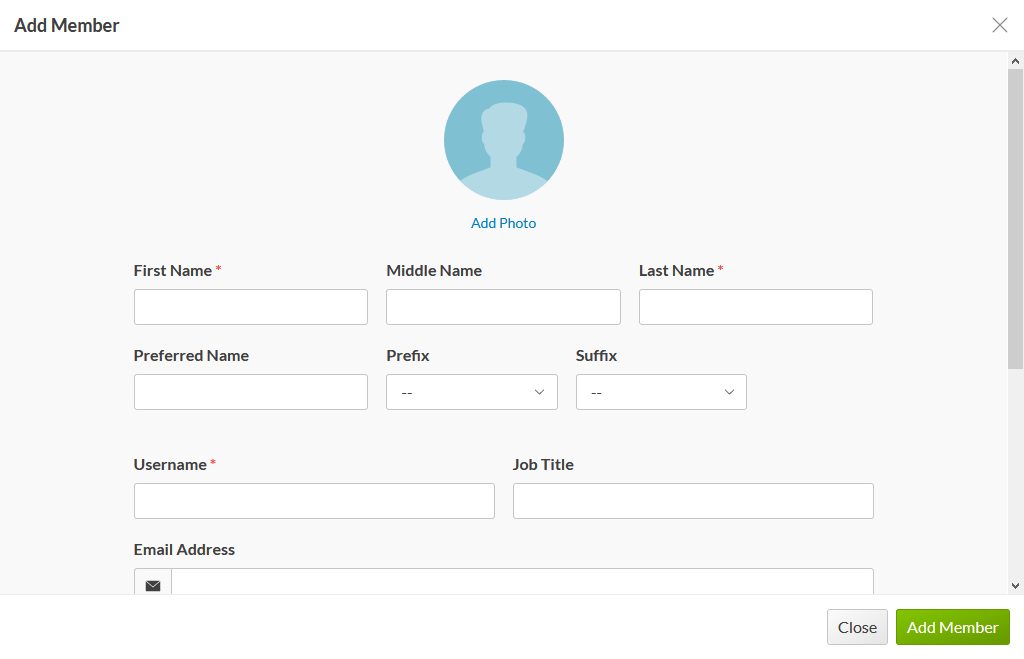 Add Member
Add Photo
First Name * Middle Name Last Name *
Preferred Name Prefix Suffix
-- --
Username * Job Title
Email Address
Close Add Member